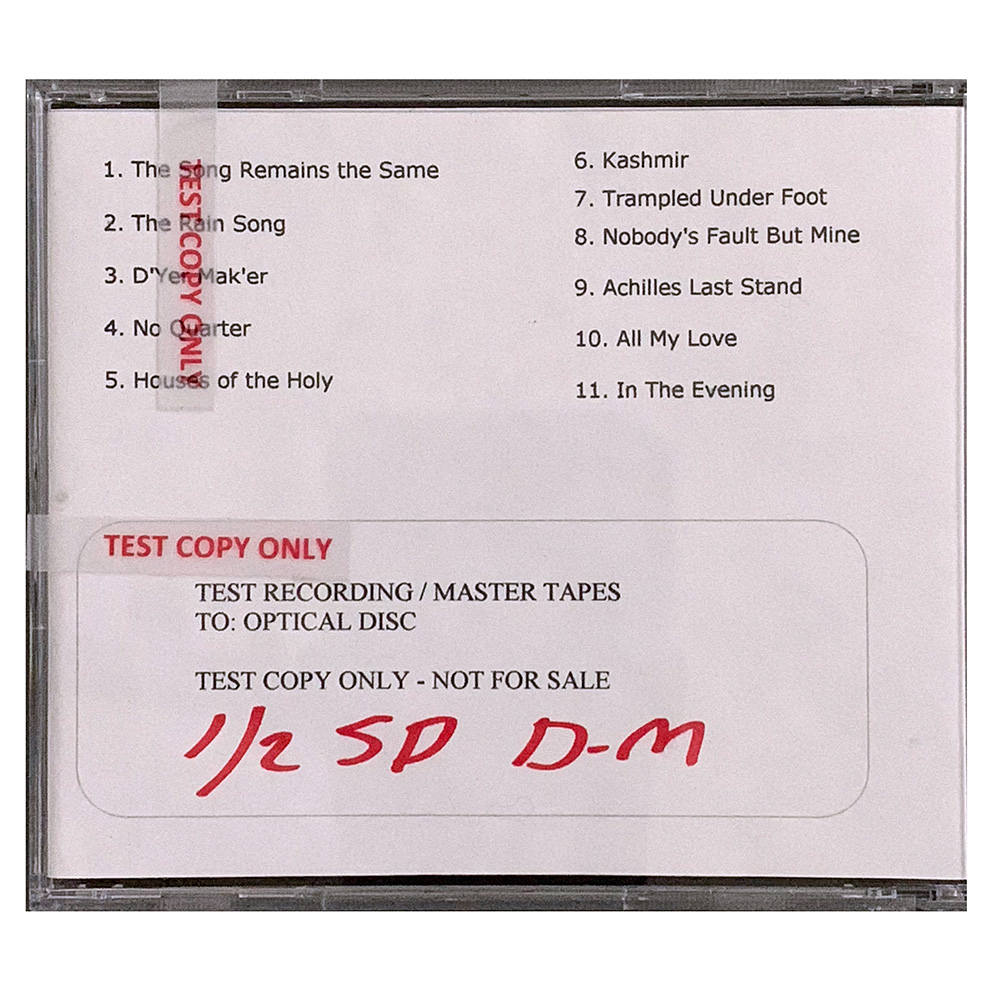 1. The Song Remains the Same
2. The Rain Song
3. D'Yer Mak'er
4. No Quarter
5. Houses of the Holy
TEST COPY ONLY
6. Kashmir
7. Trampled Under Foot
8. Nobody's Fault But Mine
9. Achilles Last Stand
10. All My Love
11. In The Evening
TEST COPY ONLY
TEST RECORDING / MASTER TAPES
TO: OPTICAL DISC
TEST COPY ONLY - NOT FOR SALE
1/2 SD D-M